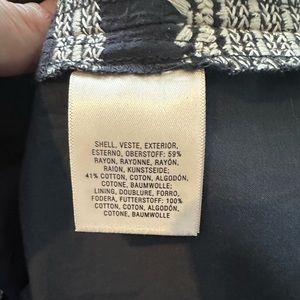 SHELL, VESTE, EXTERIOR,
ESTERNO, OBERSTOFF: 59%
RAYON, RAYONNE, RAYÓN,
RAION, KUNSTSEIDE;
41% COTTON, COTON, ALGODÓN,
COTONE, BAUMWOLLE;
LINING, DOUBLURE, FORRO,
FODERA, FUTTERSTOFF: 100%
COTTON, COTON, ALGODÓN,
COTONE, BAUMWOLLE